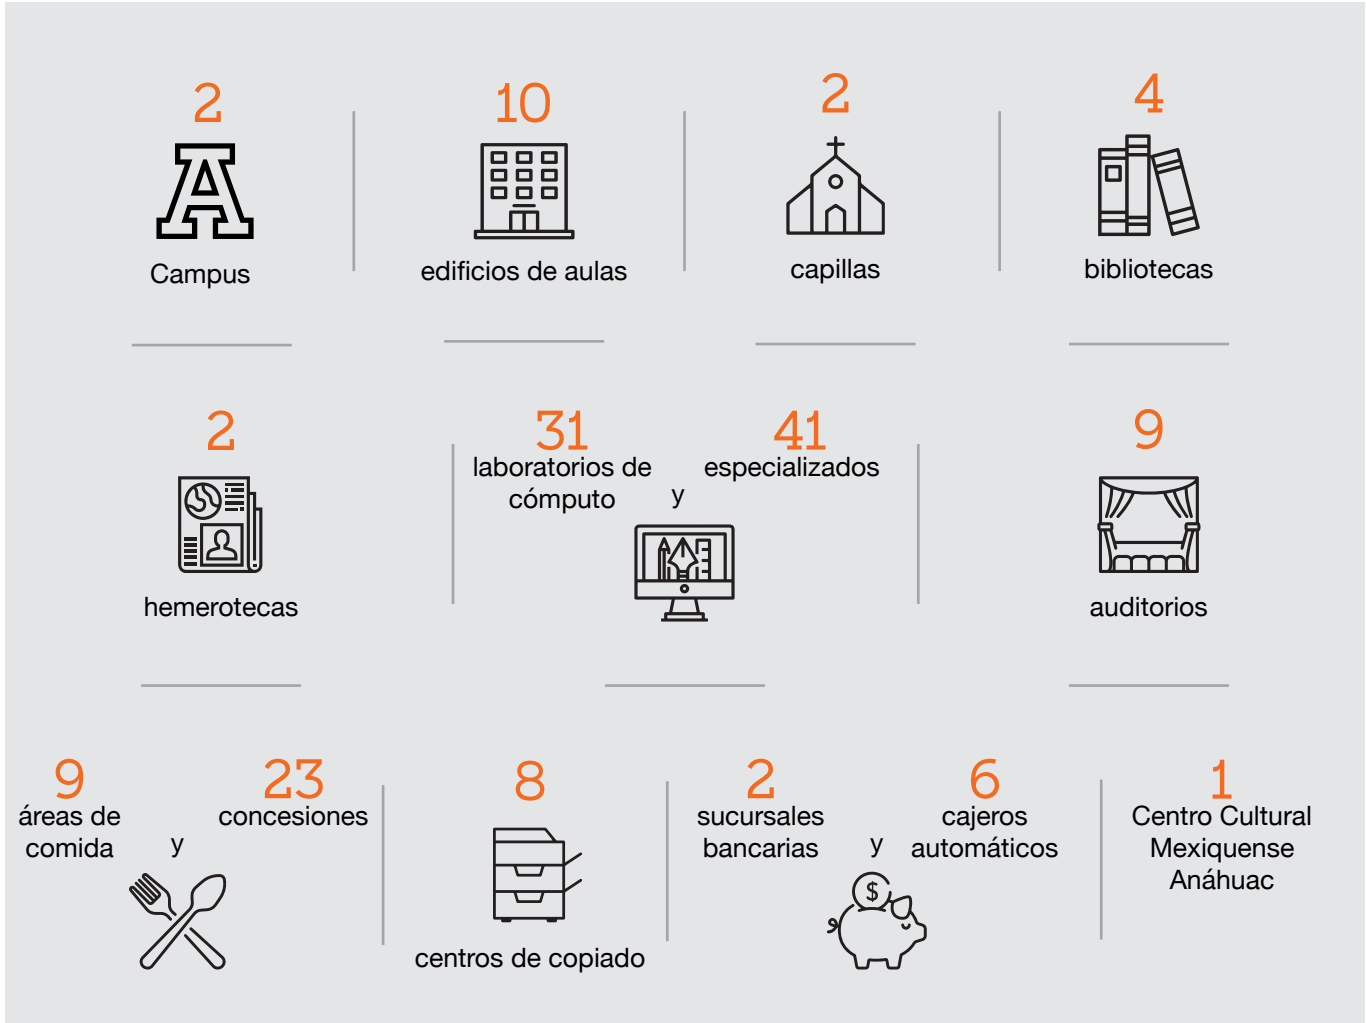 2
A
Campus
10
edificios de aulas
2
capillas
4
bibliotecas
2
hemerotecas
31
laboratorios de
cómputo
y
41
especializados
9
auditorios
9
áreas de
comida
y
23
concesiones
8
centros de copiado
2
sucursales
bancarias
y
6
cajeros
automáticos
$
1
Centro Cultural
Mexiquense
Anáhuac